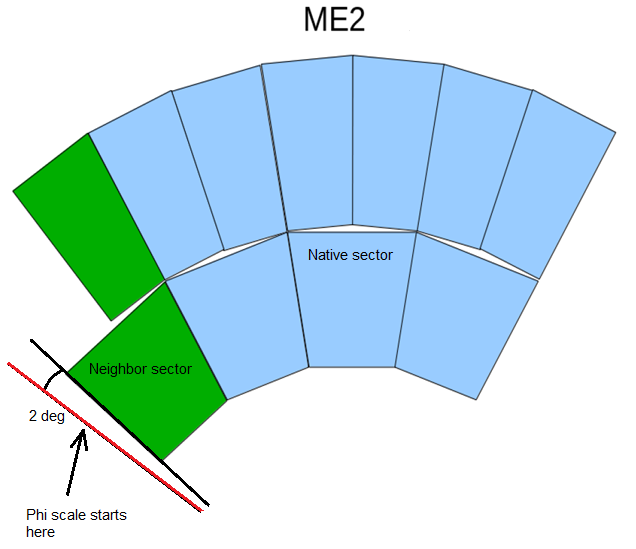 ME2
Native sector
Neighbor sector
2 deg
Phi scale starts
here